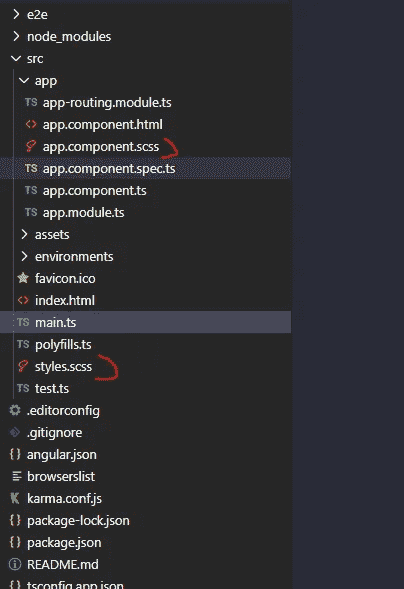 e2e
node_modules
src
app
TS app-routing.module.ts
<> app.component.html
app.component.scss
TS app.component.spec.ts
TS app.component.ts
TS app.module.ts
assets
environments
favicon.ico
<> index.html
TS main.ts
TS polyfills.ts
styles.scss
TS test.ts
.editorconfig
.gitignore
{} angular.json
browserslist
K karma.conf.js
{} package-lock.json
{} package.json
README.md
{} tsconfig.app.json